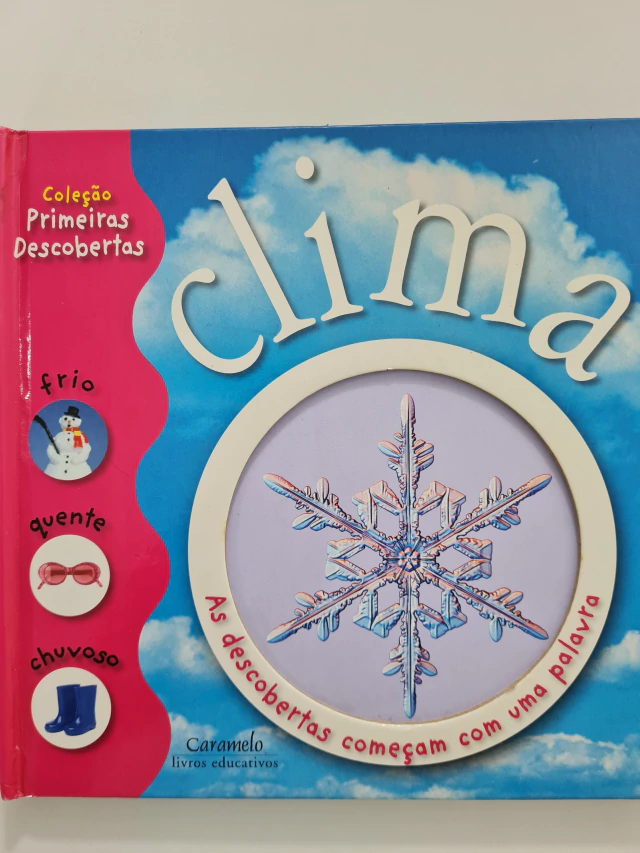 Coleção
Primeiras
Descobertas
clima
frio
quente
chuvoso
As descobertas começam com uma palavra
Caramelo
livros educativos